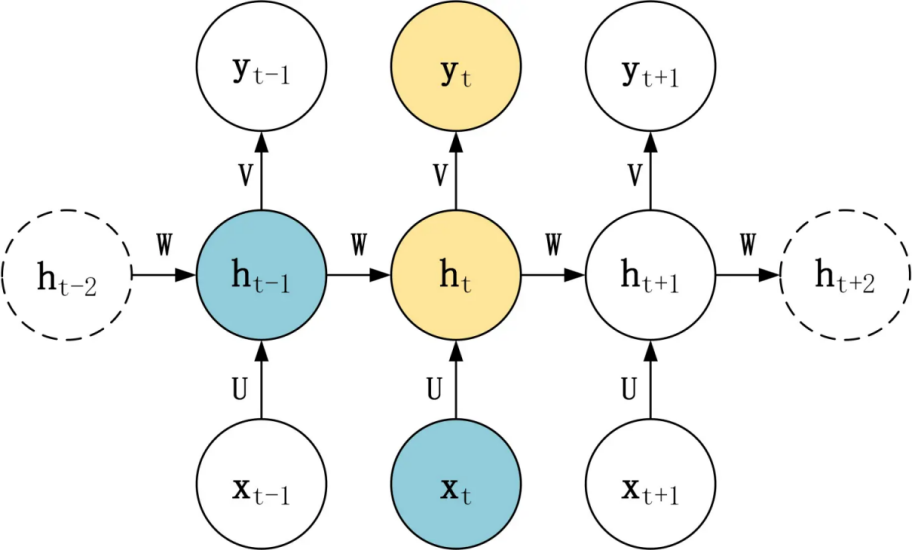 y_{t-1} y_t y_{t+1}
V V V
h_{t-2} W h_{t-1} W h_t W h_{t+1} W h_{t+2}
U U U
x_{t-1} x_t x_{t+1}